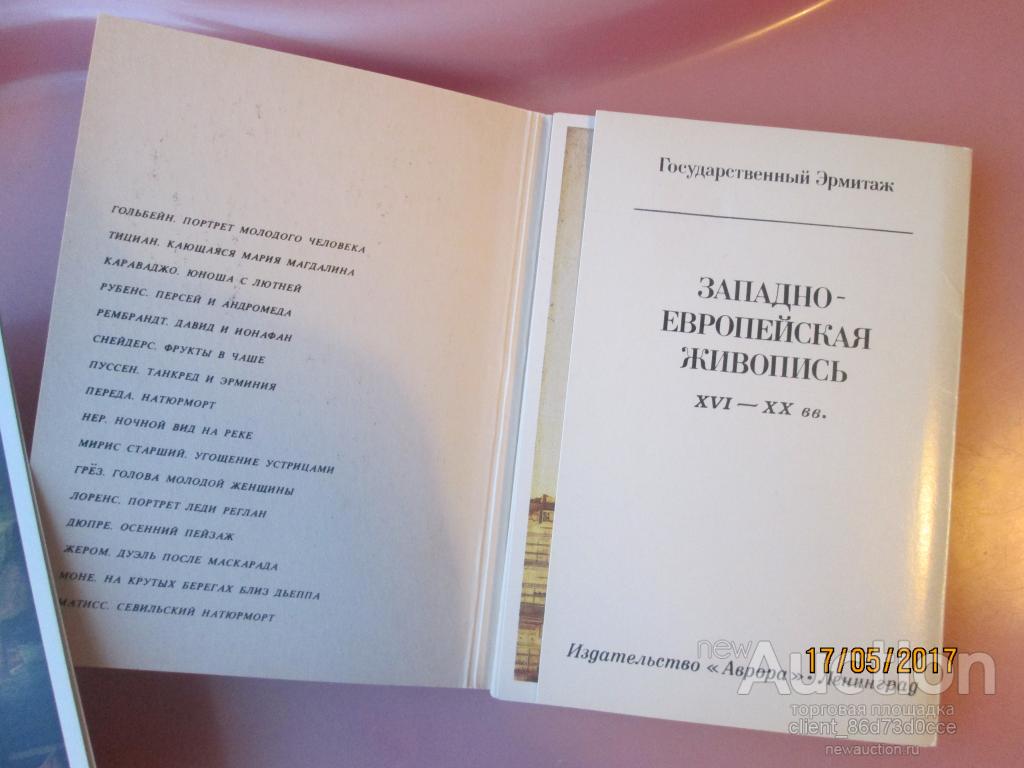 ГОЛЬБЕЙН. ПОРТРЕТ МОЛОДОГО ЧЕЛОВЕКА
ТИЦИАН. КАЮЩАЯСЯ МАРИЯ МАГДАЛИНА
КАРАВАДЖО. ЮНОША С ЛЮТНЕЙ
РУБЕНС. ПЕРСЕЙ И АНДРОМЕДА
РЕМБРАНДТ. ДАВИД И ИОНАФАН
СНЕЙДЕРС. ФРУКТЫ В ЧАШЕ
ПУССЕН. ТАНКРЕД И ЭРМИНИЯ
ПЕРЕДА. НАТЮРМОРТ
НЕР. НОЧНОЙ ВИД НА РЕКЕ
МИРИС СТАРШИЙ. УГОЩЕНИЕ УСТРИЦАМИ
ГРЁЗ. ГОЛОВА МОЛОДОЙ ЖЕНЩИНЫ
ЛОРЕНС. ПОРТРЕТ ЛЕДИ РЕГЛАН
ДЮПРЕ. ОСЕННИЙ ПЕЙЗАЖ
ЖЕРОМ. ДУЭЛЬ ПОСЛЕ МАСКАРАДА
МОНЕ. НА КРУТЫХ БЕРЕГАХ БЛИЗ ДЬЕППА
МАТИСС. СЕВИЛЬСКИЙ НАТЮРМОРТ
Государственный Эрмитаж
ЗАПАДНО-
ЕВРОПЕЙСКАЯ
ЖИВОПИСЬ
XVI — XX вв.
Издательство «Аврора» • Ленинград
17/05/2017
newAuction
торговая площадка
client_86d73d0cce
newauction.ru